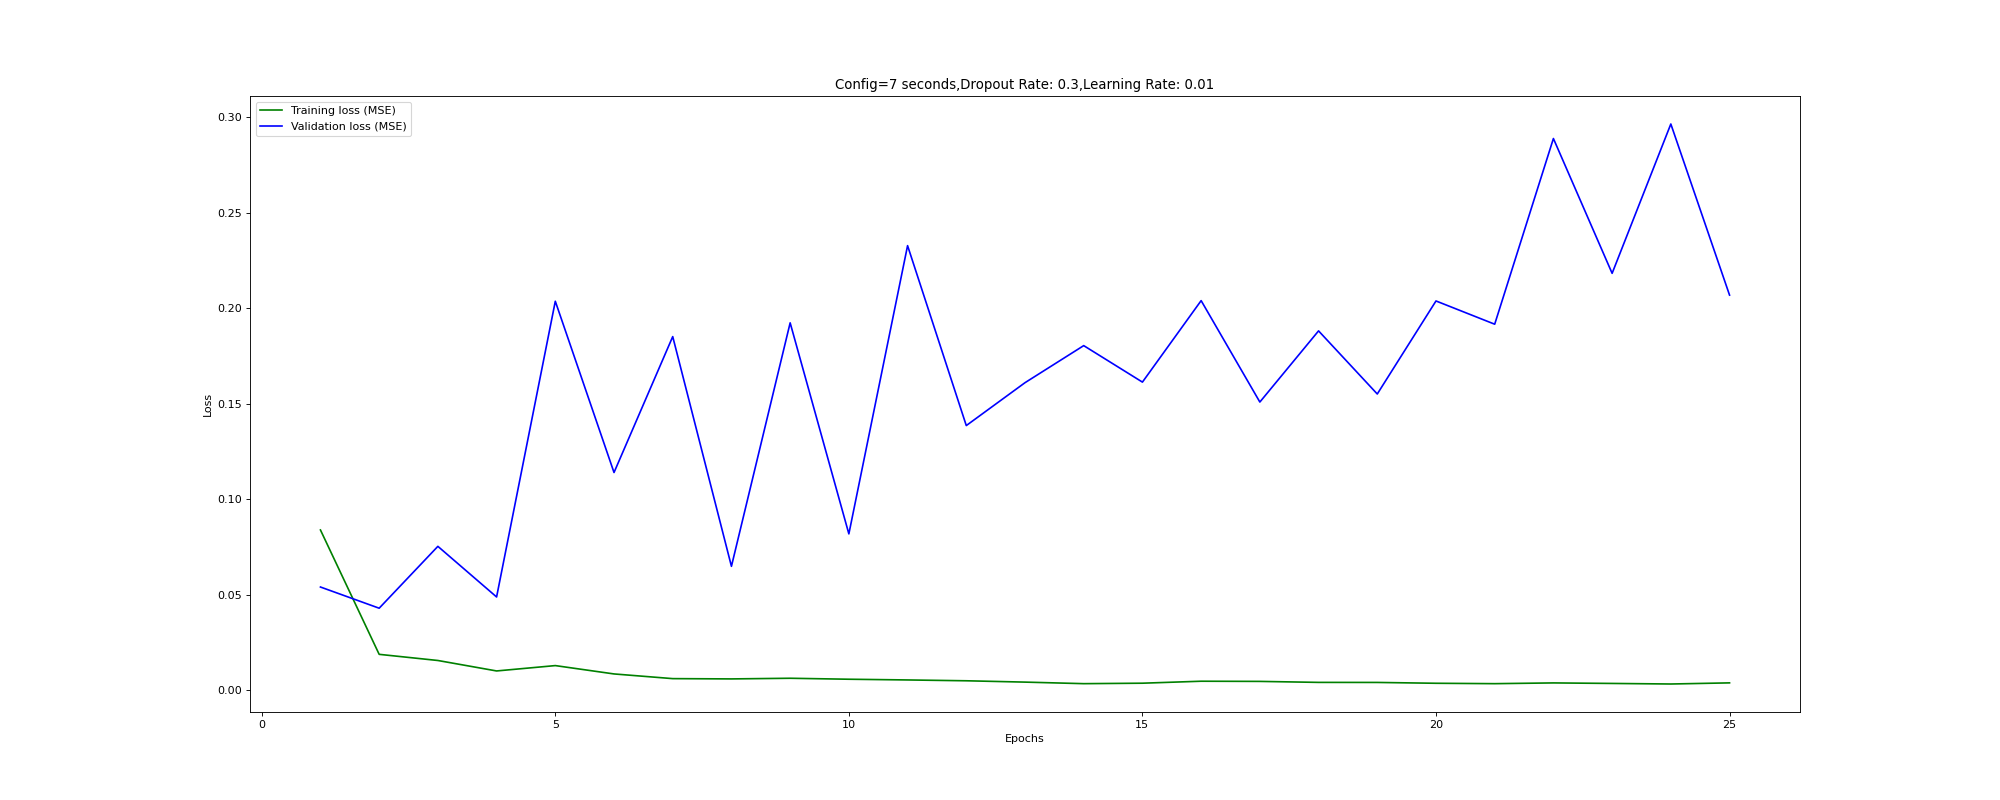 Config=7 seconds,Dropout Rate: 0.3,Learning Rate: 0.01
Training loss (MSE)
Validation loss (MSE)
0.30
0.25
0.20
0.15
0.10
0.05
0.00
Loss
0 5 10 15 20 25
Epochs